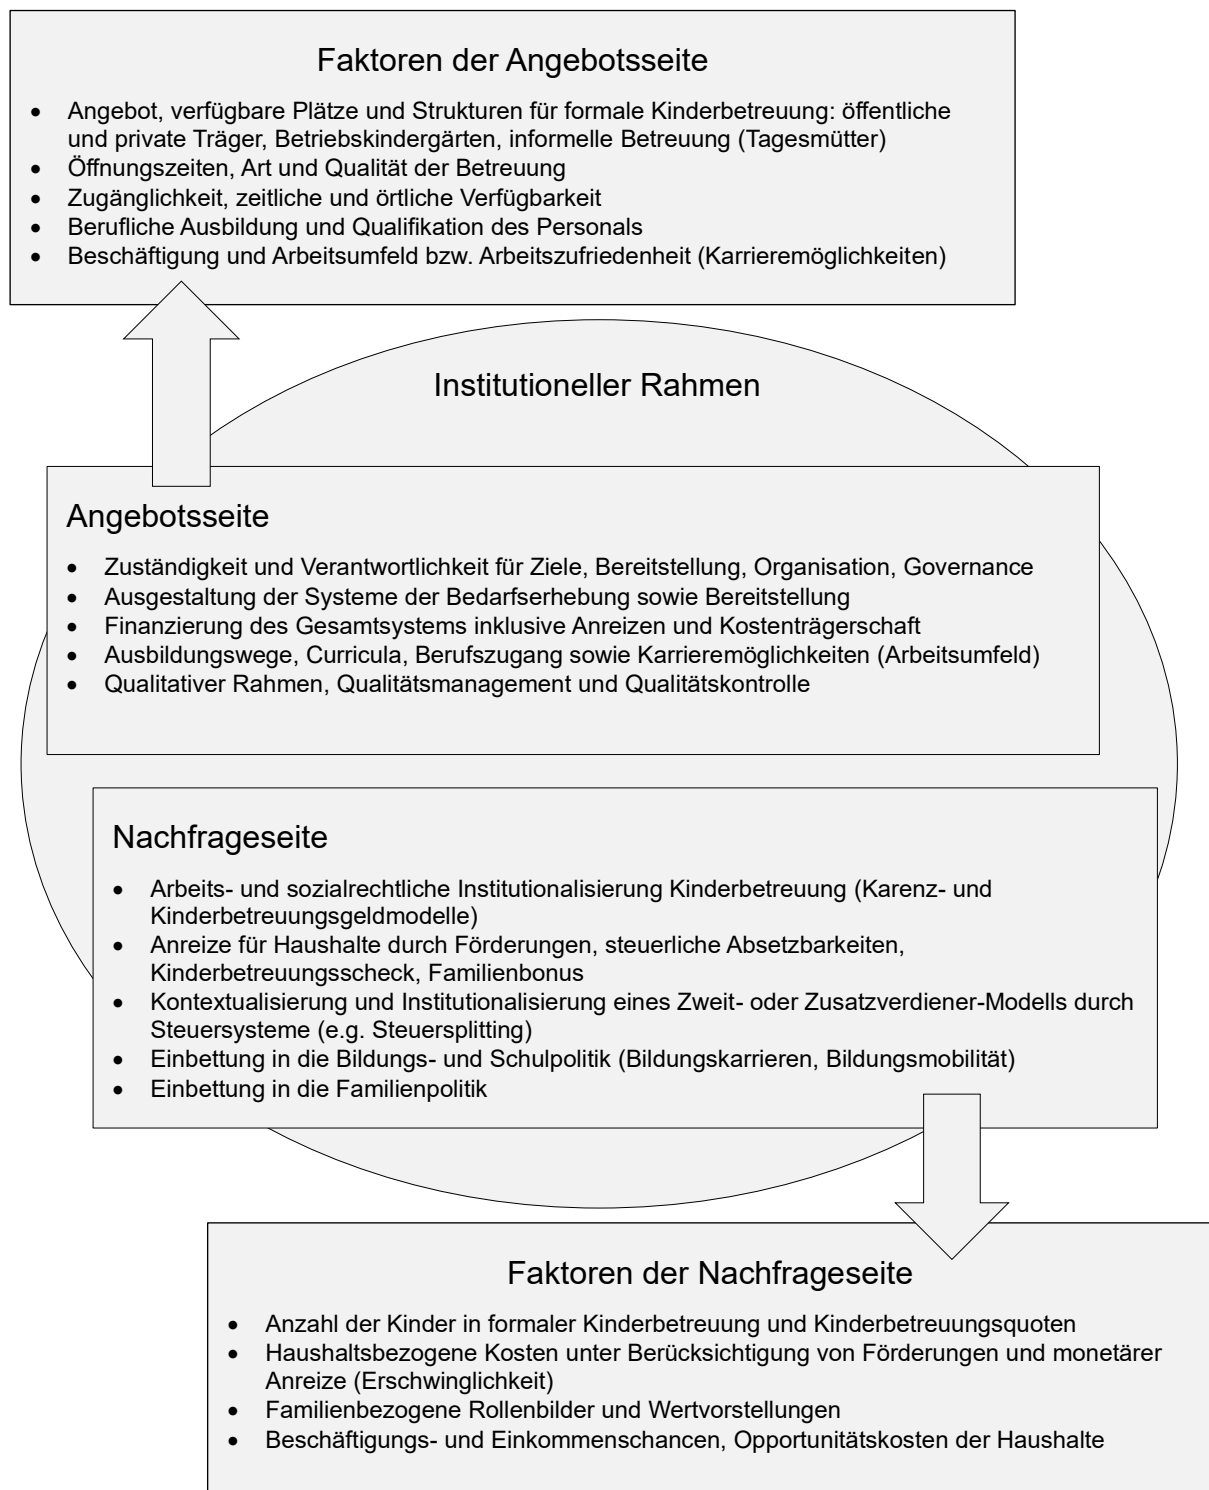 Faktoren der Angebotsseite
• Angebot, verfügbare Plätze und Strukturen für formale Kinderbetreuung: öffentliche
und private Träger, Betriebskindergärten, informelle Betreuung (Tagesmütter)
• Öffnungszeiten, Art und Qualität der Betreuung
• Zugänglichkeit, zeitliche und örtliche Verfügbarkeit
• Berufliche Ausbildung und Qualifikation des Personals
• Beschäftigung und Arbeitsumfeld bzw. Arbeitszufriedenheit (Karrieremöglichkeiten)
Institutioneller Rahmen
Angebotsseite
• Zuständigkeit und Verantwortlichkeit für Ziele, Bereitstellung, Organisation, Governance
• Ausgestaltung der Systeme der Bedarfserhebung sowie Bereitstellung
• Finanzierung des Gesamtsystems inklusive Anreizen und Kostenträgerschaft
• Ausbildungswege, Curricula, Berufszugang sowie Karrieremöglichkeiten (Arbeitsumfeld)
• Qualitativer Rahmen, Qualitätsmanagement und Qualitätskontrolle
Nachfrageseite
• Arbeits- und sozialrechtliche Institutionalisierung Kinderbetreuung (Karenz- und
Kinderbetreuungsgeldmodelle)
• Anreize für Haushalte durch Förderungen, steuerliche Absetzbarkeiten,
Kinderbetreuungsscheck, Familienbonus
• Kontextualisierung und Institutionalisierung eines Zweit- oder Zusatzverdiener-Modells durch
Steuersysteme (e.g. Steuersplitting)
• Einbettung in die Bildungs- und Schulpolitik (Bildungskarrieren, Bildungsmobilität)
• Einbettung in die Familienpolitik
Faktoren der Nachfrageseite
• Anzahl der Kinder in formaler Kinderbetreuung und Kinderbetreuungsquoten
• Haushaltsbezogene Kosten unter Berücksichtigung von Förderungen und monetärer
Anreize (Erschwinglichkeit)
• Familienbezogene Rollenbilder und Wertvorstellungen
• Beschäftigungs- und Einkommenschancen, Opportunitätskosten der Haushalte